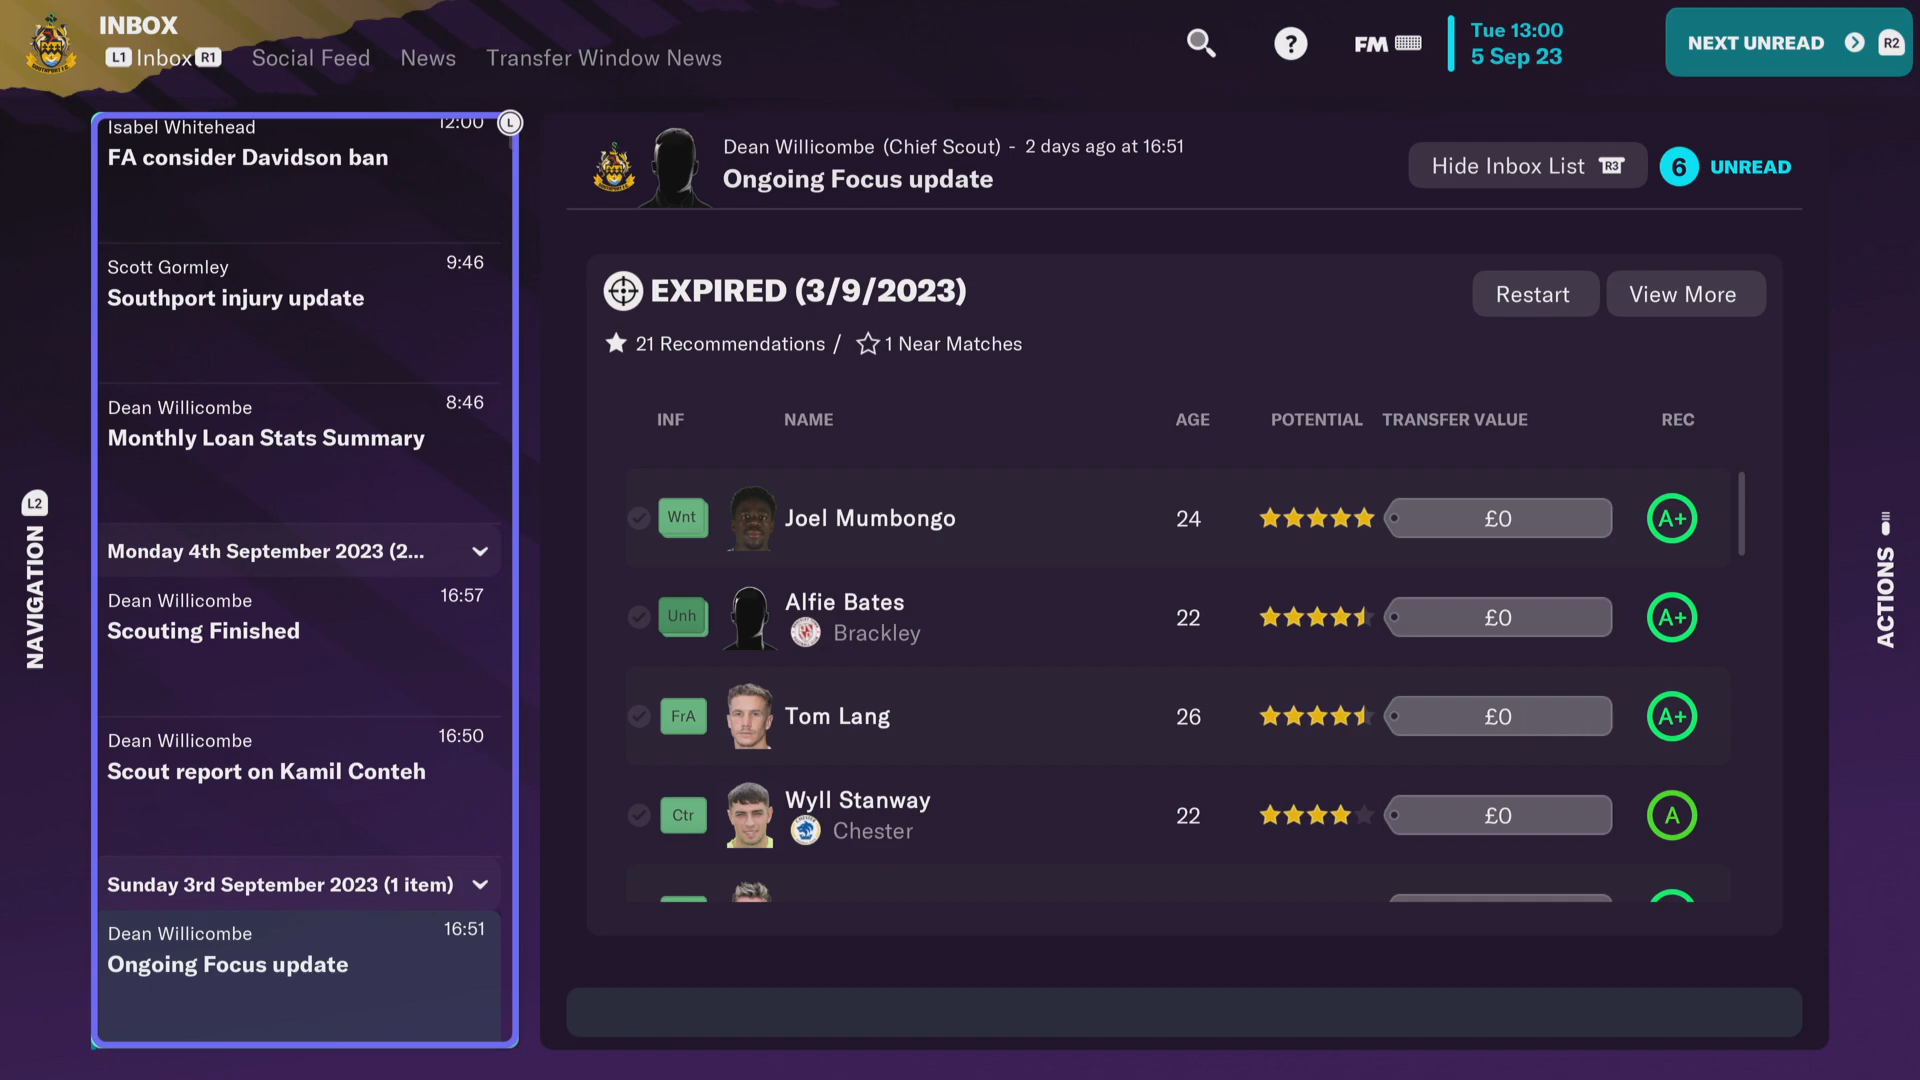 INBOX
L1 Inbox R1 Social Feed News Transfer Window News
? FM Tue 13:00
5 Sep 23
NEXT UNREAD R2
L
Isabel Whitehead 12:00
FA consider Davidson ban
Scott Gormley 9:46
Southport injury update
Dean Willicombe 8:46
Monthly Loan Stats Summary
Monday 4th September 2023 (2...
Dean Willicombe 16:57
Scouting Finished
Dean Willicombe 16:50
Scout report on Kamil Conteh
Sunday 3rd September 2023 (1 item)
Dean Willicombe 16:51
Ongoing Focus update
L2
NAVIGATION
Dean Willicombe (Chief Scout) - 2 days ago at 16:51
Ongoing Focus update
Hide Inbox List R3
6 UNREAD
EXPIRED (3/9/2023)
Restart View More
21 Recommendations / 1 Near Matches
INF NAME AGE POTENTIAL TRANSFER VALUE REC
Wnt Joel Mumbongo 24 £0 A+
Unh Alfie Bates 22 £0 A+
Brackley
FrA Tom Lang 26 £0 A+
Ctr Wyll Stanway 22 £0 A
Chester
ACTIONS